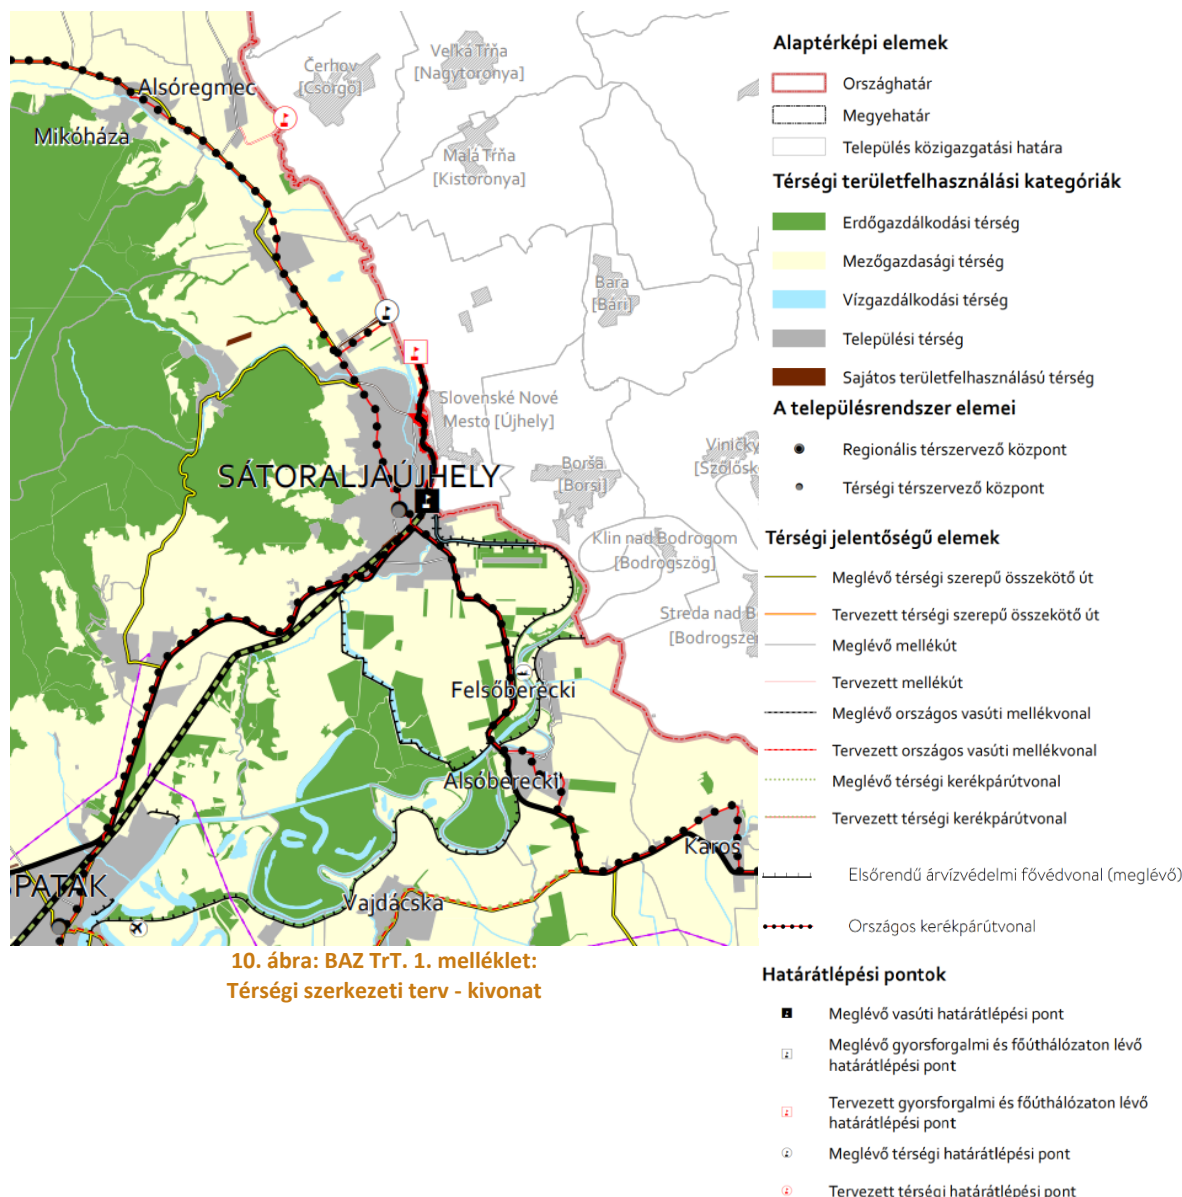 Veľká Tŕňa
[Nagytoronya]
Čerhov
[Csörgő]
Alsóregmec
Mikóháza
Malá Tŕňa
[Kistoronya]
Bara
[Bári]
Slovenské Nové
Mesto [Újhely]
Viničky
[Szőlősk
SÁTORALJAÚJHELY
Borša
[Borsi]
Klin nad Bodrogom
[Bodrogszög]
Streda nad B
[Bodrogsze
Felsőberecki
Alsóberecki
Karos
PATAK
Vajdácska
10. ábra: BAZ TrT. 1. melléklet:
Térségi szerkezeti terv - kivonat
Alaptérképi elemek
Országhatár
Megyehatár
Település közigazgatási határa
Térségi területfelhasználási kategóriák
Erdőgazdálkodási térség
Mezőgazdasági térség
Vízgazdálkodási térség
Települési térség
Sajátos területfelhasználású térség
A településrendszer elemei
Regionális térszervező központ
Térségi térszervező központ
Térségi jelentőségű elemek
Meglévő térségi szerepű összekötő út
Tervezett térségi szerepű összekötő út
Meglévő mellékút
Tervezett mellékút
Meglévő országos vasúti mellékvonal
Tervezett országos vasúti mellékvonal
Meglévő térségi kerékpárútvonal
Tervezett térségi kerékpárútvonal
Elsőrendű árvízvédelmi fővédvonal (meglévő)
Országos kerékpárútvonal
Határátlépési pontok
Meglévő vasúti határátlépési pont
Meglévő gyorsforgalmi és főúthálózaton lévő
határátlépési pont
Tervezett gyorsforgalmi és főúthálózaton lévő
határátlépési pont
Meglévő térségi határátlépési pont
Tervezett térségi határátlépési pont